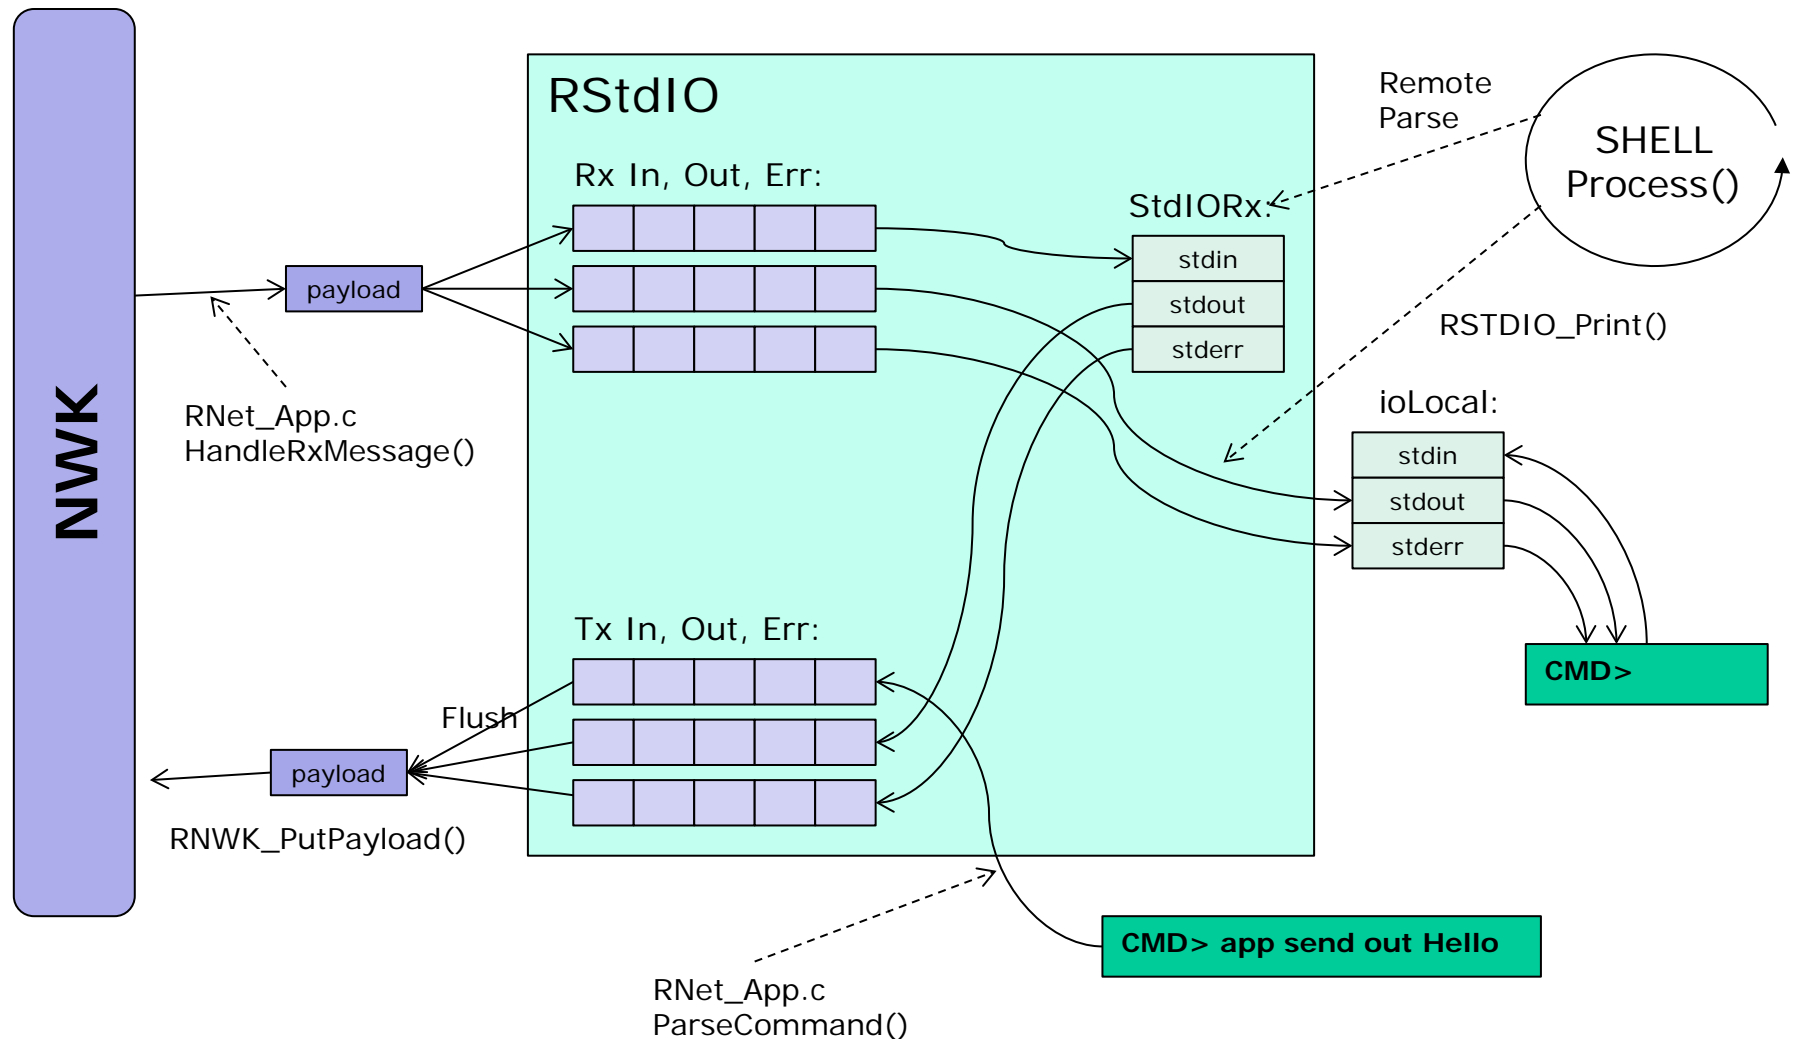 NWK
RStdIO
Remote
Parse
SHELL
Process()
Rx In, Out, Err:
StdIORx:
stdin
stdout
stderr
payload
RSTDIO_Print()
RNet_App.c
HandleRxMessage()
ioLocal:
stdin
stdout
stderr
Tx In, Out, Err:
CMD>
Flush
payload
RNWK_PutPayload()
CMD> app send out Hello
RNet_App.c
ParseCommand()